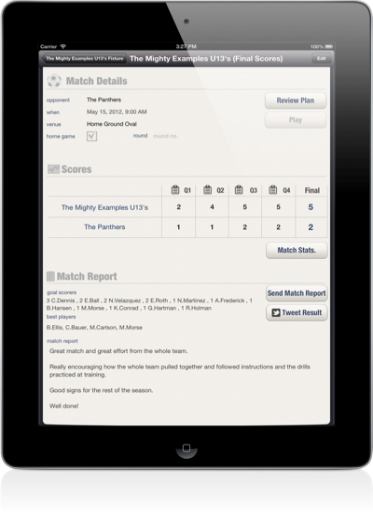 Carrier 3:27 PM 100%
The Mighty Examples U13's Fixture The Mighty Examples U13's (Final Scores) Edit
Match Details
opponent The Panthers Review Plan
when May 15, 2012, 9:00 AM
venue Home Ground Oval Play
home game round round no.
Scores
Q1 Q2 Q3 Q4 Final
The Mighty Examples U13's 2 4 5 5 5
The Panthers 1 1 2 2 2
Match Stats.
Match Report
goal scorers Send Match Report
3 C.Dennis , 2 E.Ball , 2 N.Velazquez , 2 E.Roth , 1 N.Martinez , 1 A.Frederick , 1
B.Hansen , 1 M.Morse , 1 K.Conrad , 1 G.Hartman , 1 R.Holman
best players Tweet Result
B.Ellis, C.Bauer, M.Carlson, M.Morse
match report
Great match and great effort from the whole team.
Really encouraging how the whole team pulled together and followed instructions and the drills
practiced at training.
Good signs for the rest of the season.
Well done!